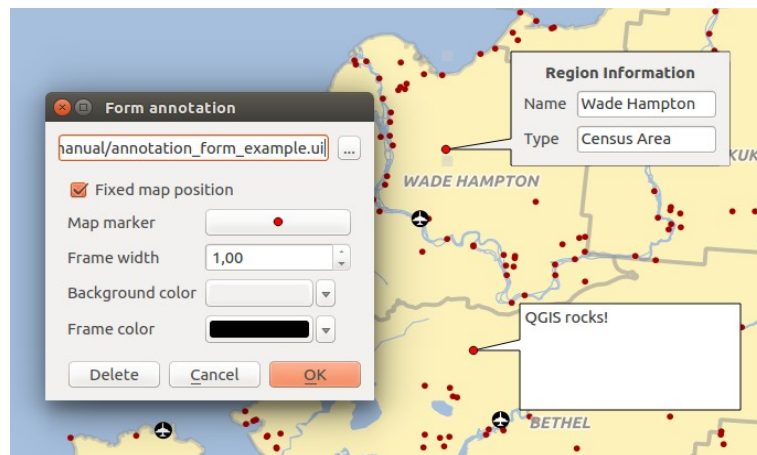 Form annotation
nanual/annotation_form_example.ui
...
Fixed map position
Map marker
Frame width 1,00
Background color
Frame color
Delete Cancel OK
Region Information
Name Wade Hampton
Type Census Area
KUK
WADE HAMPTON
QGIS rocks!
BETHEL